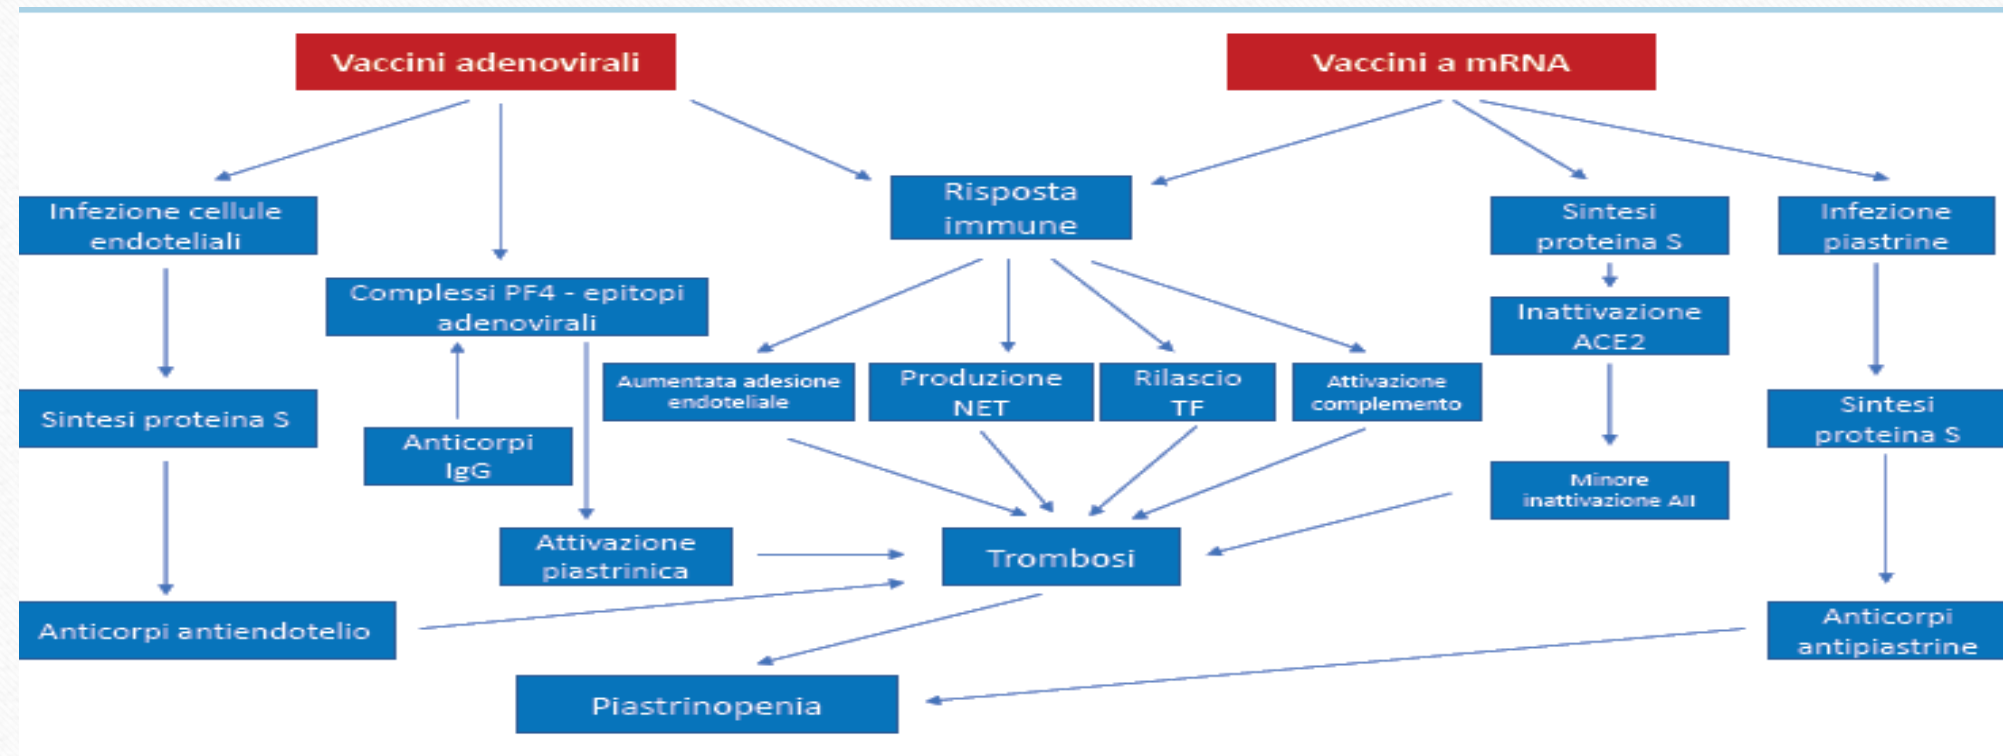 Vaccini adenovirali
Vaccini a mRNA
Risposta
immune
Infezione cellule
endoteliali
Sintesi
proteina S
Infezione
piastrine
Complessi PF4 - epitopi
adenovirali
Inattivazione
ACE2
Aumentata adesione
endoteliale
Produzione
NET
Rilascio
TF
Attivazione
complemento
Sintesi proteina S
Sintesi
proteina S
Anticorpi
IgG
Minore
inattivazione AII
Attivazione
piastrinica
Trombosi
Anticorpi antiendotelio
Anticorpi
antipiastrine
Piastrinopenia